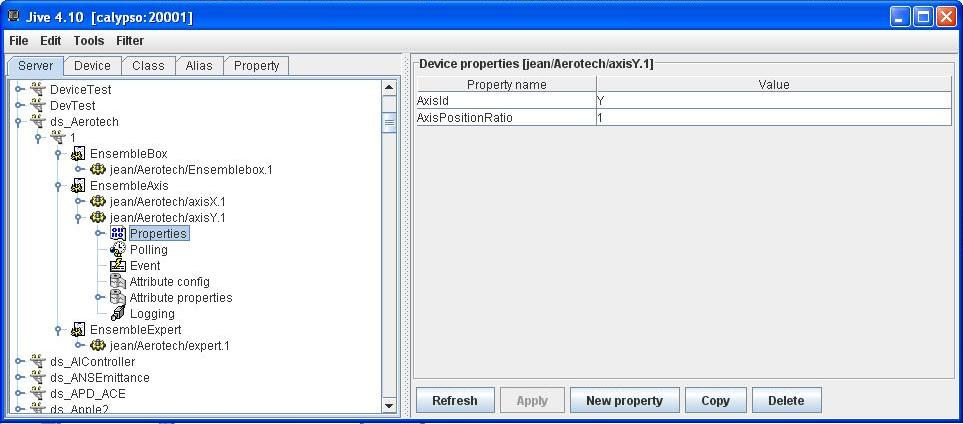 Jive 4.10 [calypso:20001]
File Edit Tools Filter
Server Device Class Alias Property
DeviceTest
DevTest
ds_Aerotech
1
EnsembleBox
jean/Aerotech/Ensemblebox.1
EnsembleAxis
jean/Aerotech/axisX.1
jean/Aerotech/axisY.1
Properties
Polling
Event
Attribute config
Attribute properties
Logging
EnsembleExpert
jean/Aerotech/expert.1
ds_AIController
ds_ANSEmittance
ds_APD_ACE
ds_Apple2
Device properties [jean/Aerotech/axisY.1]
Property name Value
AxisId Y
AxisPositionRatio 1
Refresh Apply New property Copy Delete